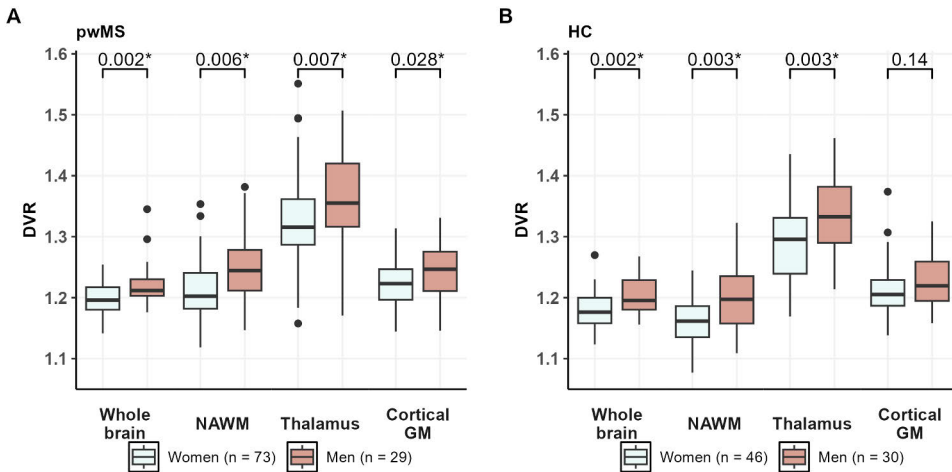 A
pwMS
1.6
1.5
1.4
1.3
1.2
1.1
DVR
0.002*
0.006*
0.007*
0.028*
Whole brain
NAWM
Thalamus
Cortical GM
Women (n = 73)
Men (n = 29)
B
HC
1.6
1.5
1.4
1.3
1.2
1.1
DVR
0.002*
0.003*
0.003*
0.14
Whole brain
NAWM
Thalamus
Cortical GM
Women (n = 46)
Men (n = 30)